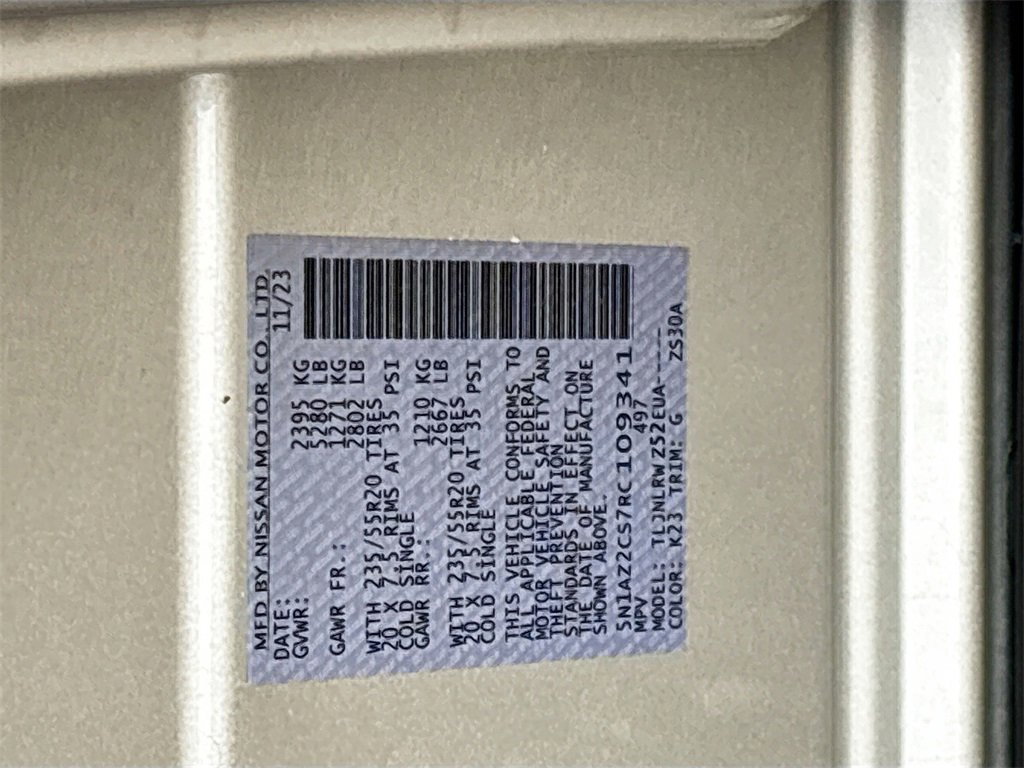 MFD BY NISSAN MOTOR CO., LTD.
DATE: 11/23
GVWR: 2395 KG
5280 LB
GAWR FR.: 1271 KG
2802 LB
WITH 235/55R20 TIRES
20 X 7.5 RIMS AT 35 PSI
COLD SINGLE
GAWR RR.: 1210 KG
2667 LB
WITH 235/55R20 TIRES
20 X 7.5 RIMS AT 35 PSI
COLD SINGLE
THIS VEHICLE CONFORMS TO
ALL APPLICABLE FEDERAL
MOTOR VEHICLE SAFETY AND
THEFT PREVENTION
STANDARDS IN EFFECT ON
THE DATE OF MANUFACTURE
SHOWN ABOVE.
5N1AZ2CS7RC109341
MPV 497
MODEL: TLJNLRWZ52EUA-----
COLOR: K23 TRIM: G ZS30A